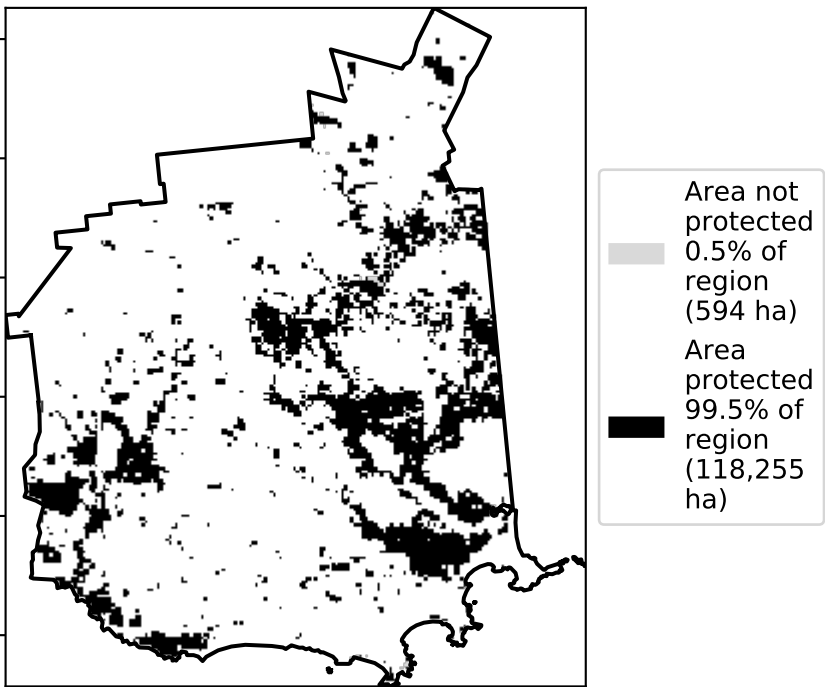 Area not
protected
0.5% of
region
(594 ha)
Area
protected
99.5% of
region
(118,255
ha)